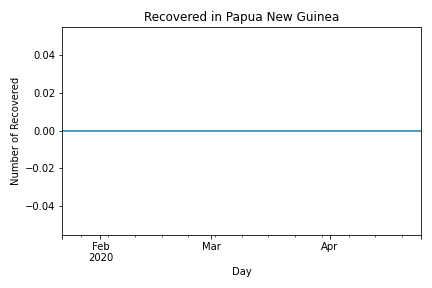 Recovered in Papua New Guinea
0.04
0.02
0.00
−0.02
−0.04
Number of Recovered
Feb
2020
Mar
Apr
Day